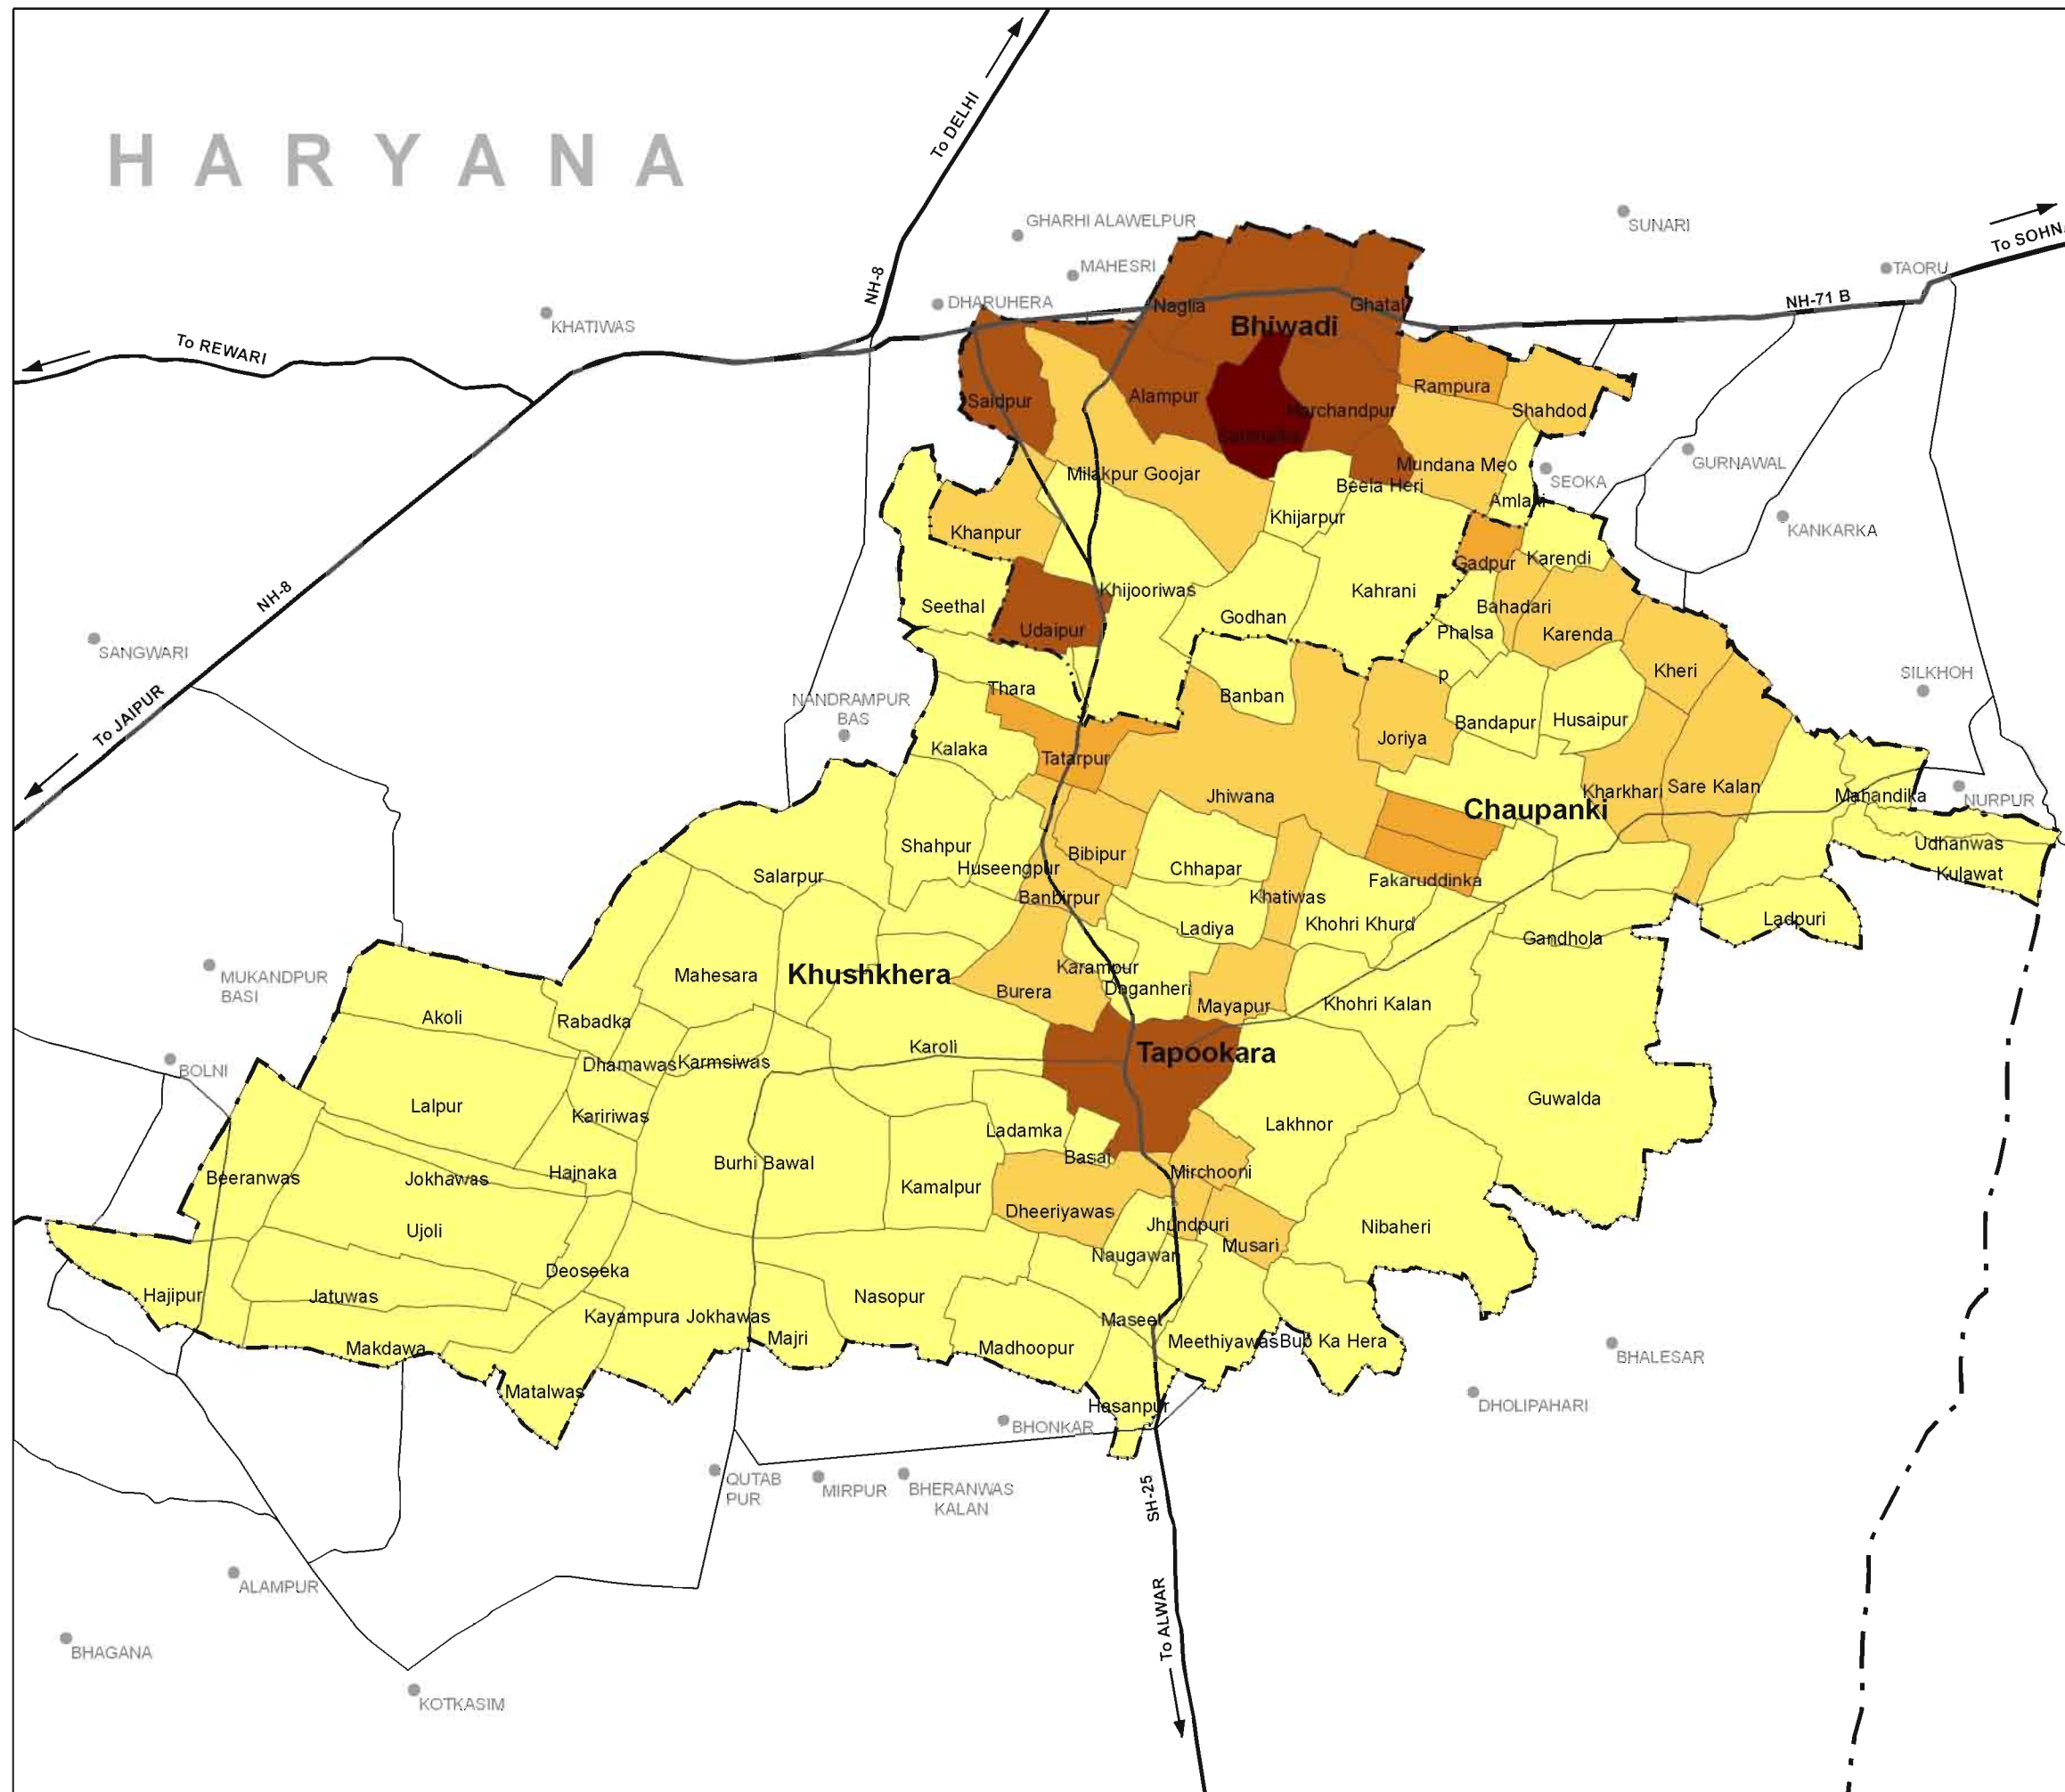 HARYANA
To DELHI
GHARHI ALAWELPUR
SUNARI
To SOHN
MAHESRI
TAORU
NH-8
DHARUHERA
NH-71 B
Naglia
Ghatal
KHATIWAS
Bhiwadi
To REWARI
Rampura
Alampur
Saidpur
Shahdod
Harchandpur
Mundana Meo
GURNAWAL
Milakpur Goojar
SEOKA
Beela Heri
Amlaki
Khijarpur
Khanpur
KANKARKA
Karendi
Gadpur
Khijooriwas
Kahrani
NH-8
Seethal
Bahadari
Godhan
Udaipur
Phalsa
Karenda
SANGWARI
Kheri
p
SILKHOH
Thara
Banban
NANDRAMPUR
BAS
To JAIPUR
Bandapur
Husaipur
Joriya
Kalaka
Tatarpur
Jhiwana
Kharkhari
Sare Kalan
Mahandika
NURPUR
Chaupanki
Shahpur
Udhanwas
Bibipur
Huseengpur
Chhapar
Salarpur
Kulawat
Fakaruddinka
Banbirpur
Khatiwas
Khohri Khurd
Ladpuri
Ladiya
Gandhola
Karampur
Mahesara
Khushkhera
MUKANDPUR
BASI
Daganheri
Burera
Mayapur
Khohri Kalan
Akoli
Rabadka
Karoli
Tapookara
Dhamawas
Karmsiwas
BOLNI
Guwalda
Lalpur
Kaririwas
Lakhnor
Ladamka
Basai
Burhi Bawal
Mirchooni
Hajnaka
Beeranwas
Jokhawas
Kamalpur
Dheeriyawas
Jhundpuri
Nibaheri
Ujoli
Musari
Naugawan
Deoseeka
Hajipur
Jatuwas
Nasopur
Kayampura Jokhawas
Maseet
Majri
Meethiyawas
Bub Ka Hera
Makdawa
Madhoopur
BHALESAR
Matalwas
Hasanpur
DHOLIPAHARI
BHONKAR
QUTAB
PUR
MIRPUR
BHERANWAS
KALAN
SH-25
ALAMPUR
To ALWAR
BHAGANA
KOTKASIM